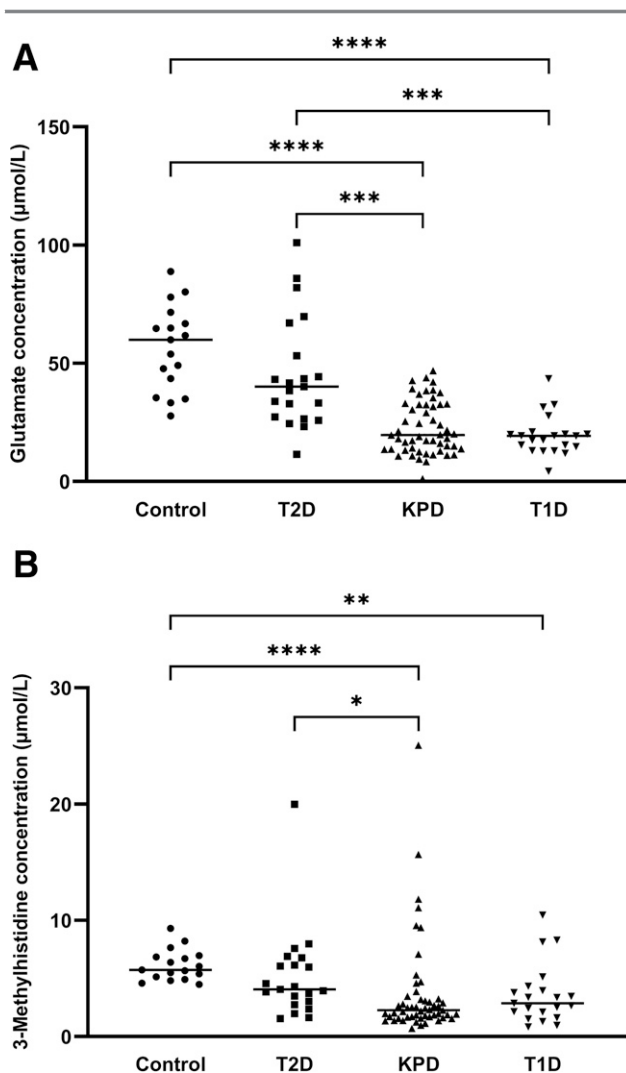 A
****
***
****
***
Glutamate concentration (µmol/L)
150
100
50
0
Control T2D KPD T1D
B
**
****
*
3-Methylhistidine concentration (µmol/L)
30
20
10
0
Control T2D KPD T1D